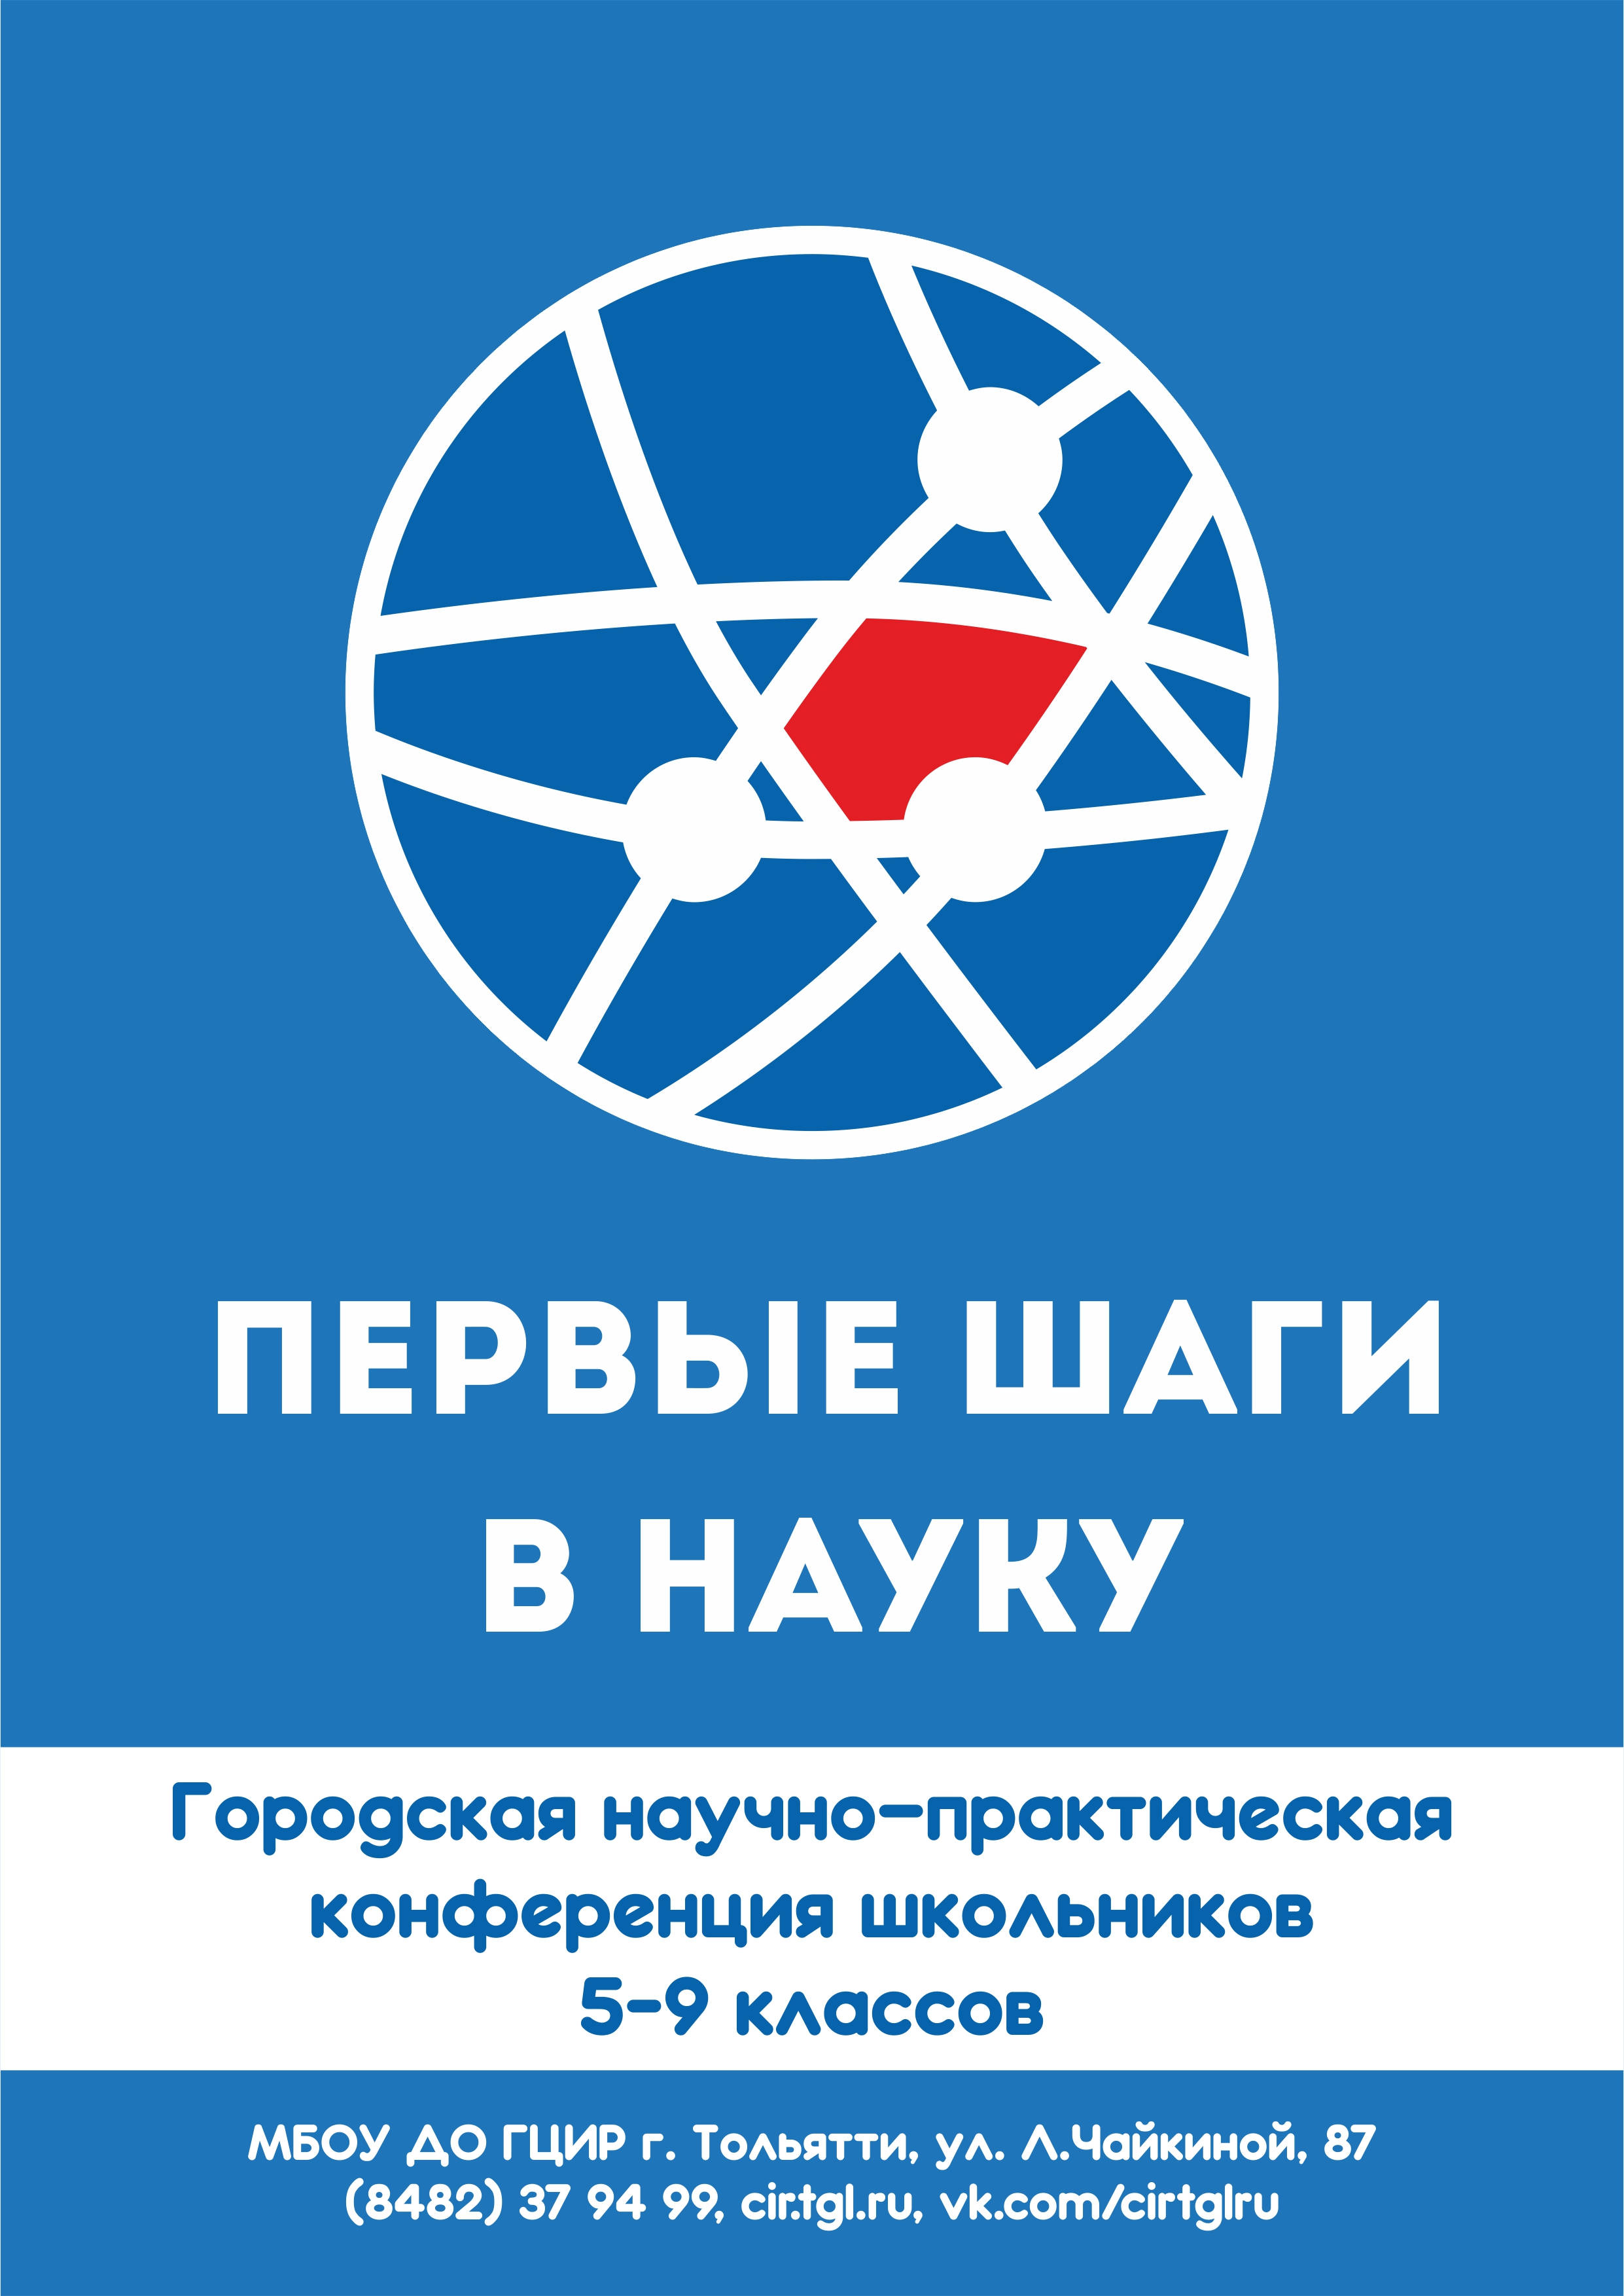 ПЕРВЫЕ ШАГИ
В НАУКУ
Городская научно-практическая
конференция школьников
5-9 классов
МБОУ ДО ГЦИР г. Тольятти, ул. Л.Чайкиной, 87
(8482) 37 94 99, cir.tgl.ru, vk.com/cirtglru